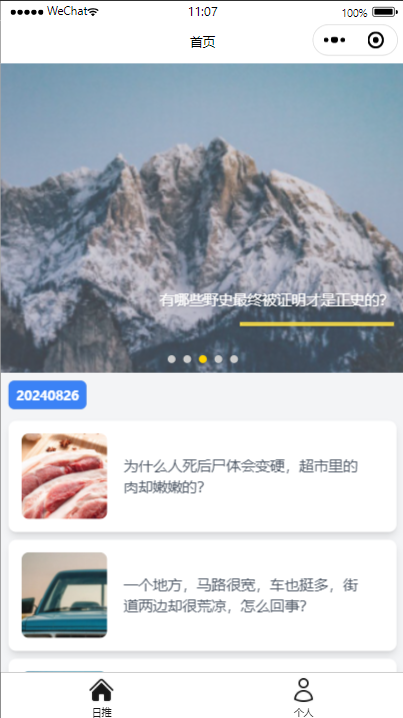 ●●●●● WeChat 11:07 100%
首页
有哪些野史最终被证明才是正史的？
20240826
为什么人死后尸体会变硬，超市里的
肉却嫩嫩的？
一个地方，马路很宽，车也挺多，街
道两边却很荒凉，怎么回事？
日推 个人